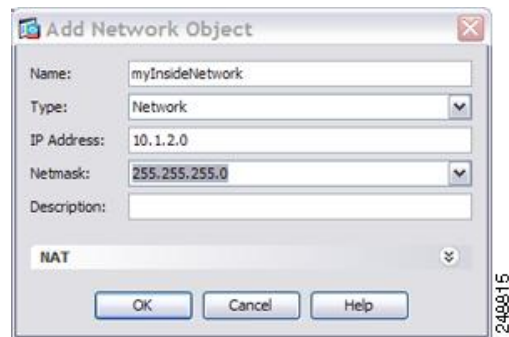 Add Network Object
Name: myInsideNetwork
Type: Network
IP Address: 10.1.2.0
Netmask: 255.255.255.0
Description:
NAT
OK Cancel Help
248815